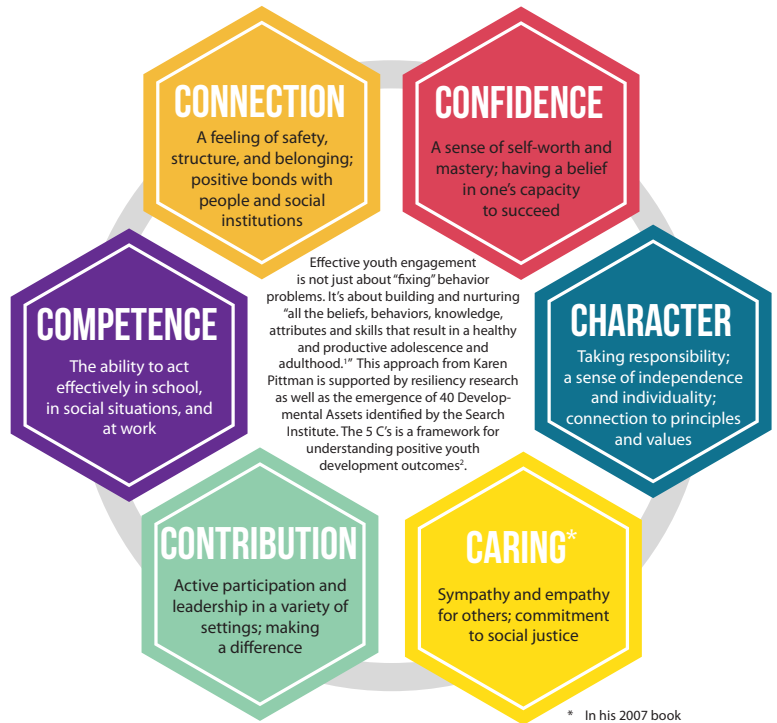 CONNECTION
A feeling of safety,
structure, and belonging;
positive bonds with
people and social
institutions
CONFIDENCE
A sense of self-worth and
mastery; having a belief
in one’s capacity
to succeed
COMPETENCE
The ability to act
effectively in school,
in social situations, and
at work
Effective youth engagement
is not just about “fixing” behavior
problems. It’s about building and nurturing
“all the beliefs, behaviors, knowledge,
attributes and skills that result in a healthy
and productive adolescence and
adulthood.¹” This approach from Karen
Pittman is supported by resiliency research
as well as the emergence of 40 Develop-
mental Assets identified by the Search
Institute. The 5 C’s is a framework for
understanding positive youth
development outcomes².
CHARACTER
Taking responsibility;
a sense of independence
and individuality;
connection to principles
and values
CONTRIBUTION
Active participation and
leadership in a variety of
settings; making
a difference
CARING*
Sympathy and empathy
for others; commitment
to social justice
* In his 2007 book